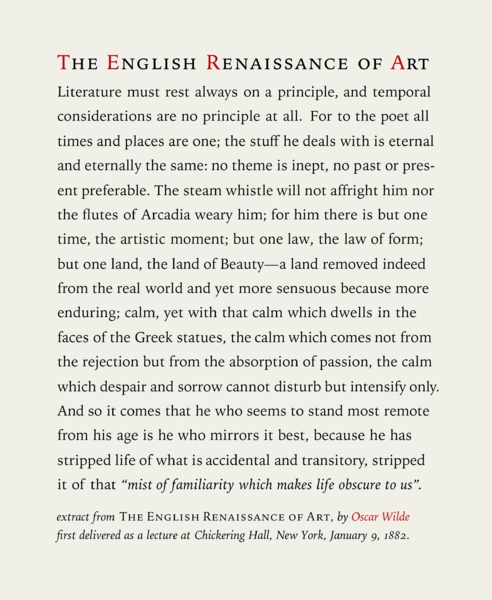 The English Renaissance of Art
Literature must rest always on a principle, and temporal
considerations are no principle at all. For to the poet all
times and places are one; the stuff he deals with is eternal
and eternally the same: no theme is inept, no past or pres-
ent preferable. The steam whistle will not affright him nor
the flutes of Arcadia weary him; for him there is but one
time, the artistic moment; but one law, the law of form;
but one land, the land of Beauty—a land removed indeed
from the real world and yet more sensuous because more
enduring; calm, yet with that calm which dwells in the
faces of the Greek statues, the calm which comes not from
the rejection but from the absorption of passion, the calm
which despair and sorrow cannot disturb but intensify only.
And so it comes that he who seems to stand most remote
from his age is he who mirrors it best, because he has
stripped life of what is accidental and transitory, stripped
it of that “mist of familiarity which makes life obscure to us”.
extract from The English Renaissance of Art, by Oscar Wilde
first delivered as a lecture at Chickering Hall, New York, January 9, 1882.